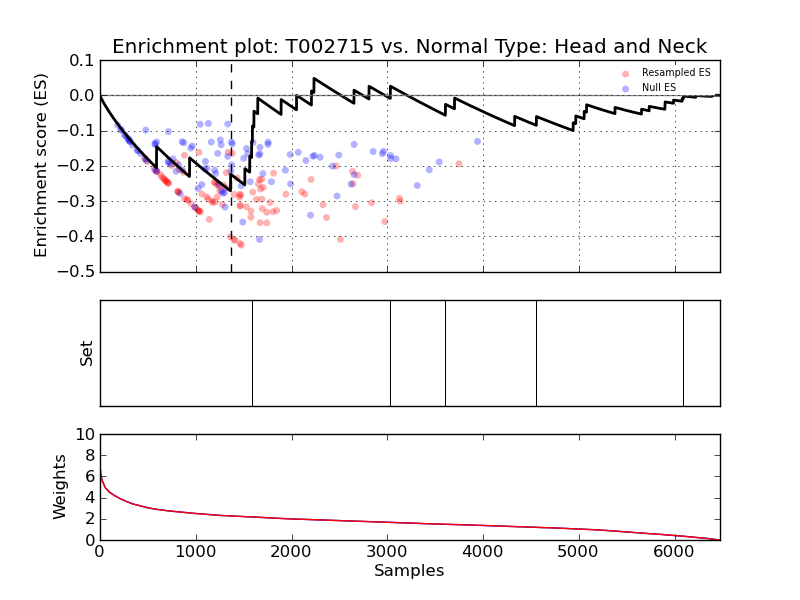 Enrichment plot: T002715 vs. Normal Type: Head and Neck
Enrichment score (ES)
0.1
0.0
−0.1
−0.2
−0.3
−0.4
−0.5
Resampled ES
Null ES
Set
Weights
10
8
6
4
2
0
0 1000 2000 3000 4000 5000 6000
Samples